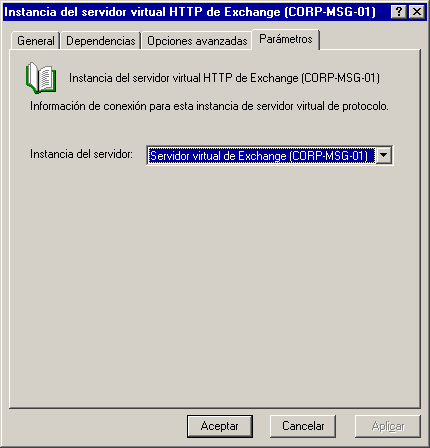 Instancia del servidor virtual HTTP de Exchange (CORP-MSG-01)
General Dependencias Opciones avanzadas Parámetros
Instancia del servidor virtual HTTP de Exchange (CORP-MSG-01)
Información de conexión para esta instancia de servidor virtual de protocolo.
Instancia del servidor: Servidor virtual de Exchange (CORP-MSG-01)
Aceptar Cancelar Aplicar